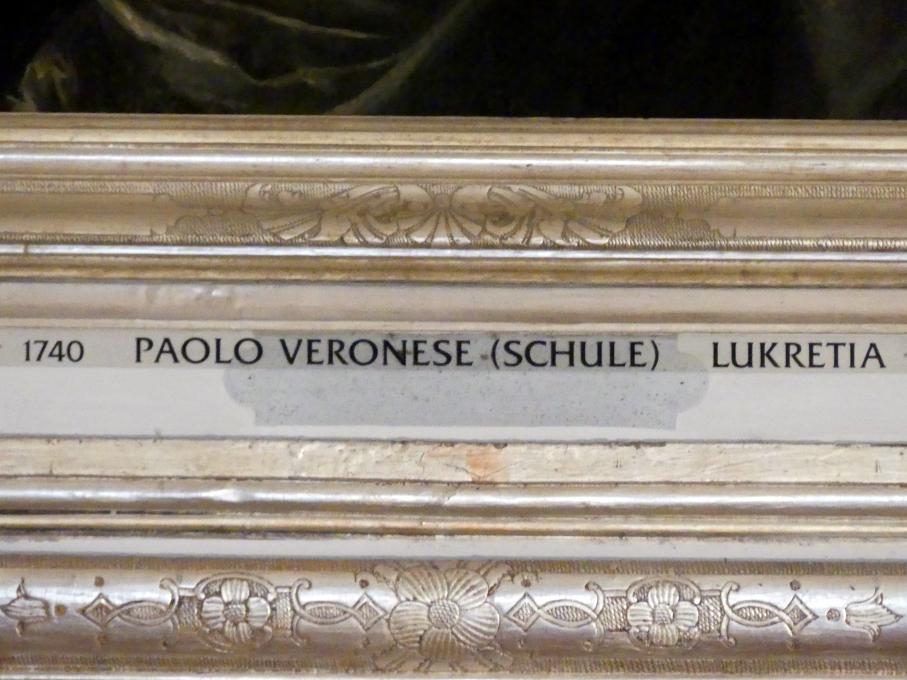 1740 PAOLO VERONESE (SCHULE) LUKRETIA